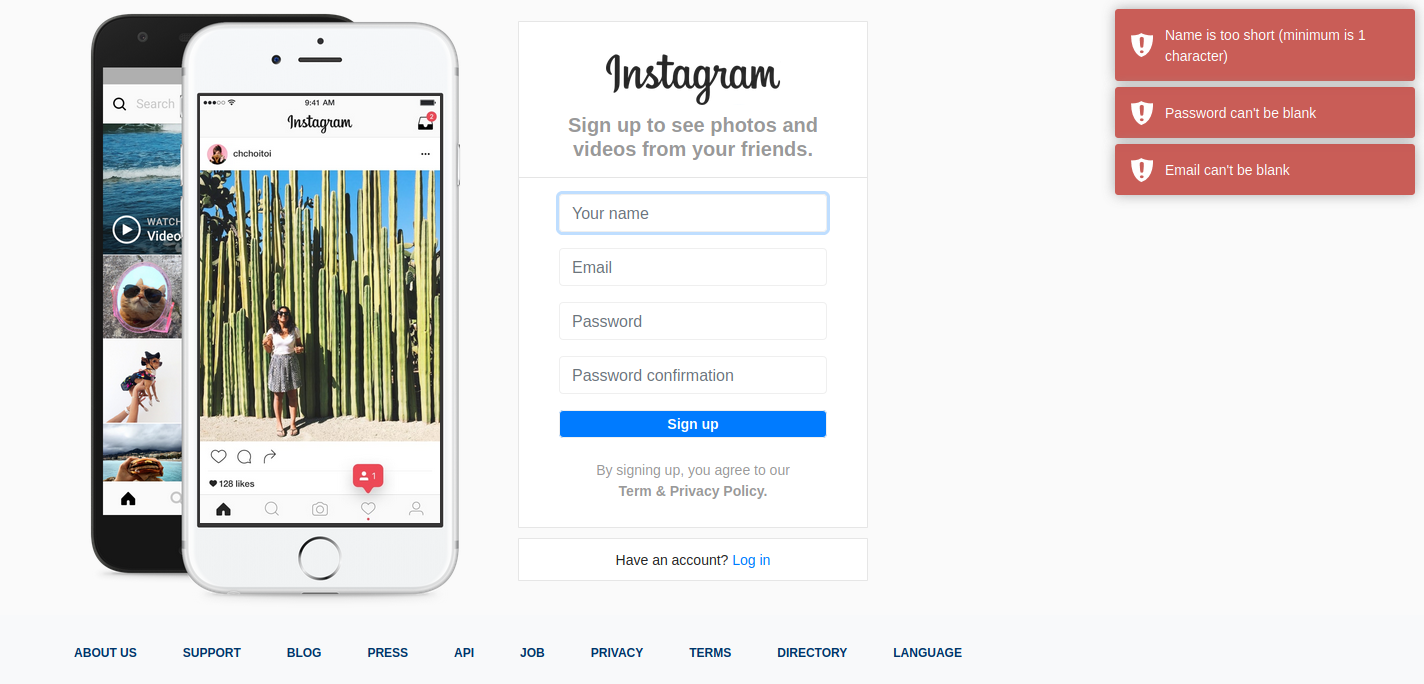 Search
WATCH
Video
9:41 AM
Instagram
2
chchoitoi
1
128 likes
Instagram
Sign up to see photos and
videos from your friends.
Your name
Email
Password
Password confirmation
Sign up
By signing up, you agree to our
Term & Privacy Policy.
Have an account? Log in
Name is too short (minimum is 1
character)
Password can't be blank
Email can't be blank
ABOUT US SUPPORT BLOG PRESS API JOB PRIVACY TERMS DIRECTORY LANGUAGE